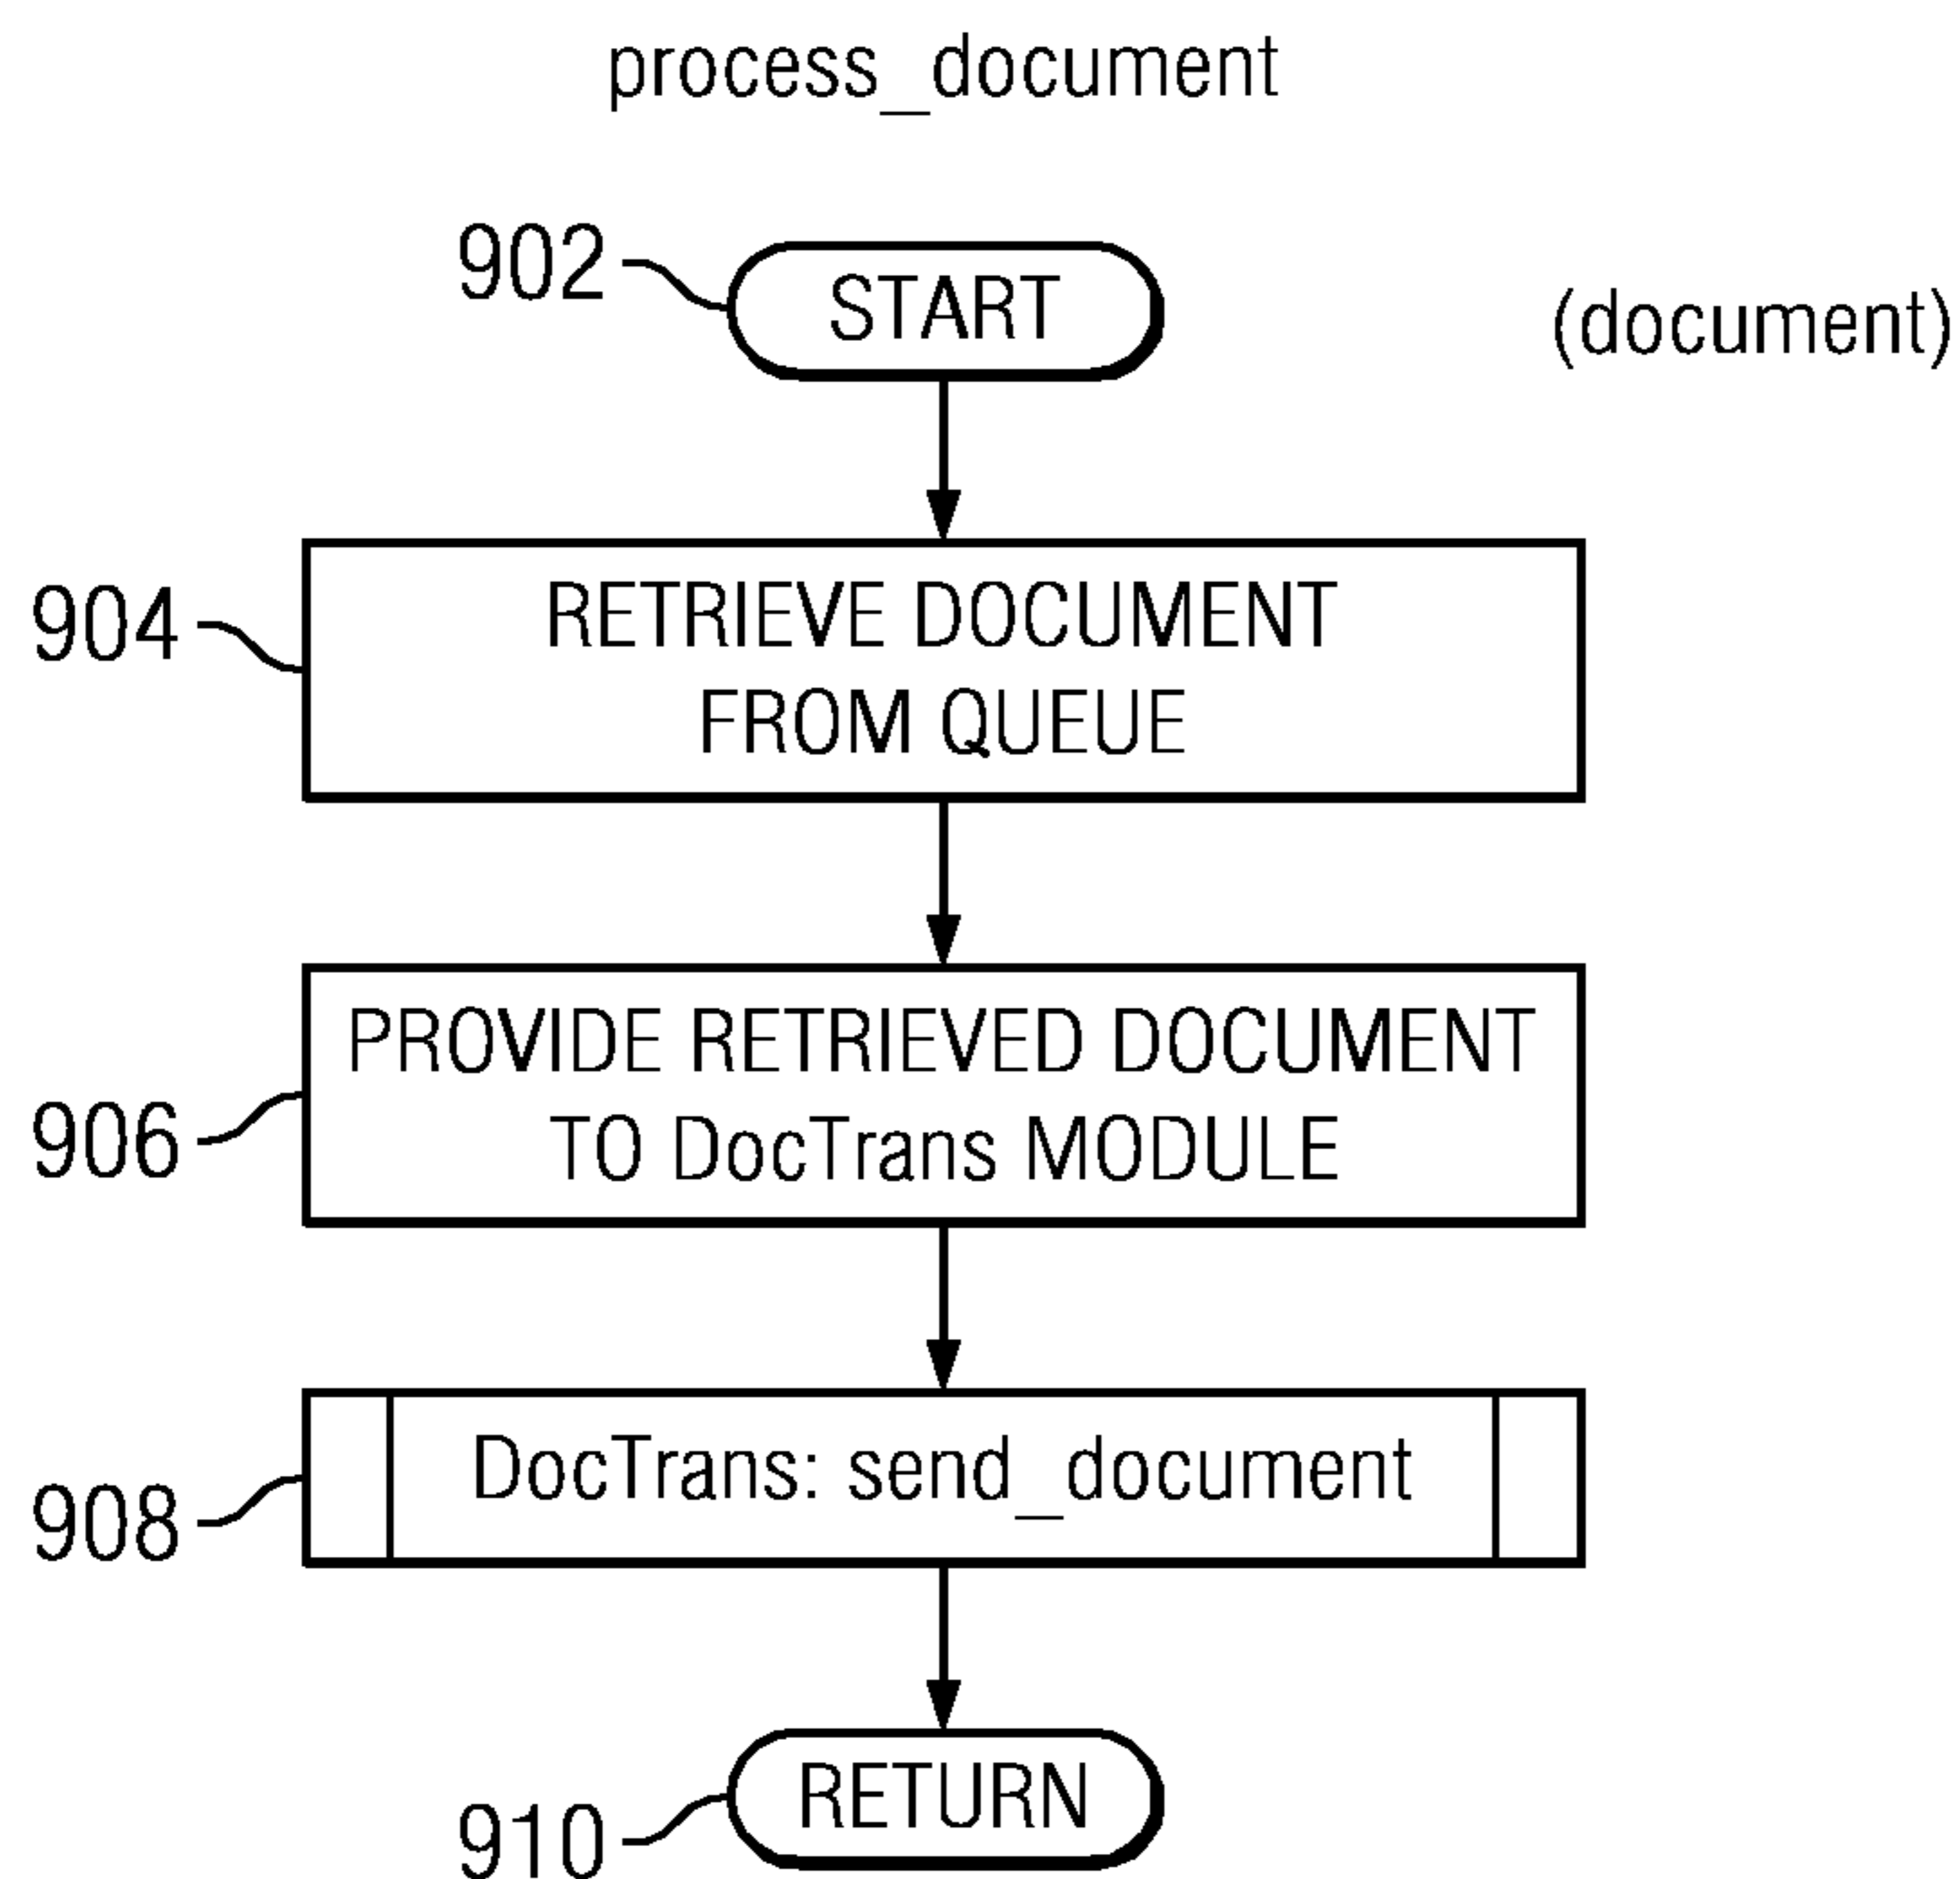 process_document
902
START
(document)
904
RETRIEVE DOCUMENT
FROM QUEUE
906
PROVIDE RETRIEVED DOCUMENT
TO DocTrans MODULE
908
DocTrans: send_document
910
RETURN